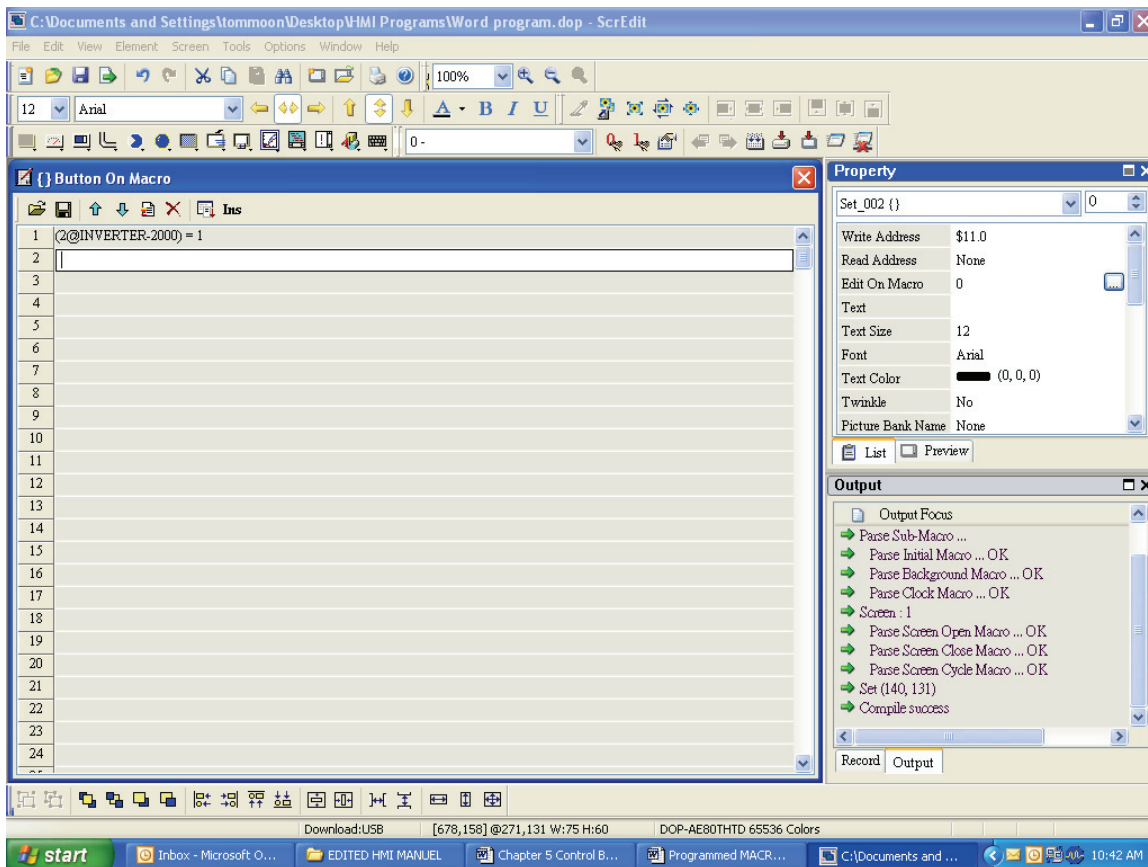 C:\Documents and Settings\tommoon\Desktop\HMI Programs\Word program.dop - ScrEdit
File Edit View Element Screen Tools Options Window Help
100%
12 Arial A B I U
0 -
{} Button On Macro
Ins
1 (2@INVERTER-2000) = 1
2
3
4
5
6
7
8
9
10
11
12
13
14
15
16
17
18
19
20
21
22
23
24
Property
Set_002 {} 0
Write Address $11.0
Read Address None
Edit On Macro 0 ...
Text
Text Size 12
Font Arial
Text Color (0, 0, 0)
Twinkle No
Picture Bank Name None
List Preview
Output
Output Focus
Parse Sub-Macro ...
Parse Initial Macro ... OK
Parse Background Macro ... OK
Parse Clock Macro ... OK
Screen : 1
Parse Screen Open Macro ... OK
Parse Screen Close Macro ... OK
Parse Screen Cycle Macro ... OK
Set (140, 131)
Compile success
Record Output
Download:USB [678,158] @271,131 W:75 H:60 DOP-AE80THTD 65536 Colors
start Inbox - Microsoft O... EDITED HMI MANUEL Chapter 5 Control B... Programmed MACR... C:\Documents and ... 10:42 AM